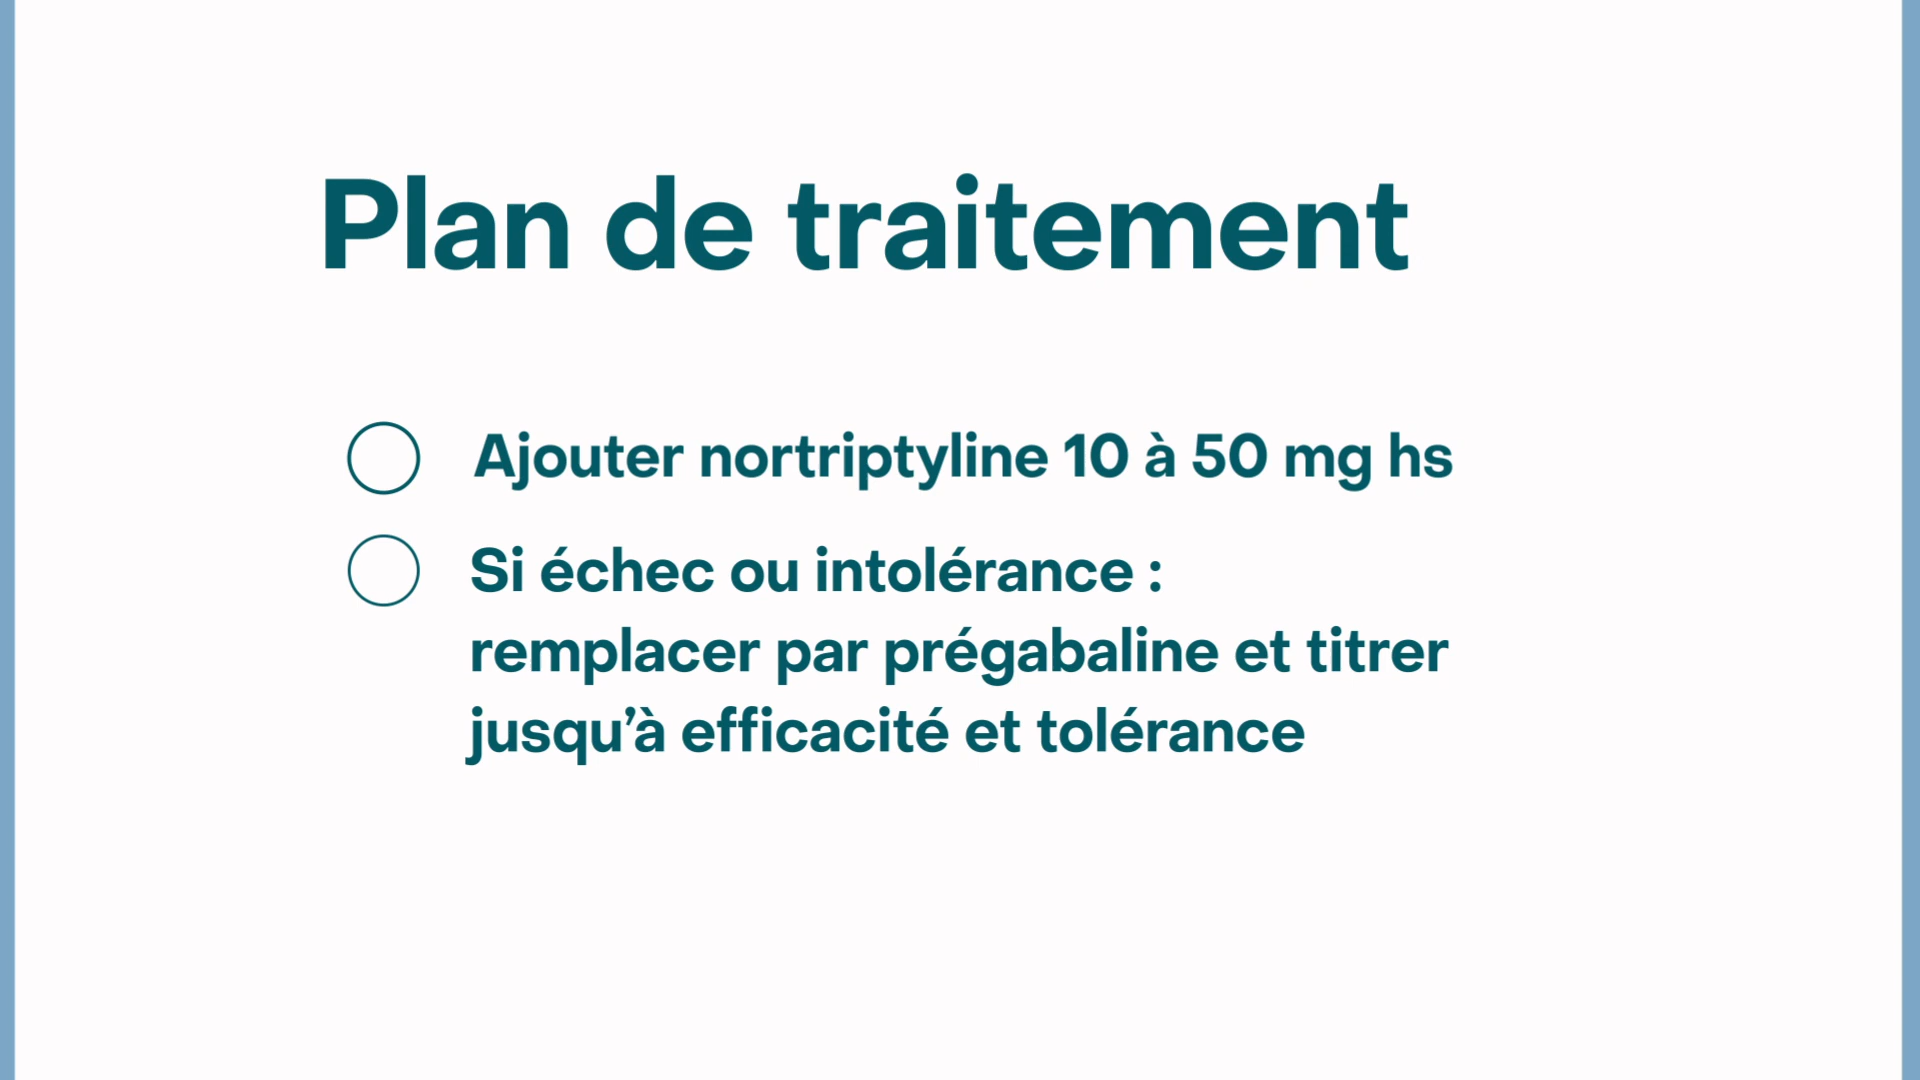 Plan de traitement
Ajouter nortriptyline 10 à 50 mg hs
Si échec ou intolérance :
remplacer par prégabaline et titrer
jusqu’à efficacité et tolérance